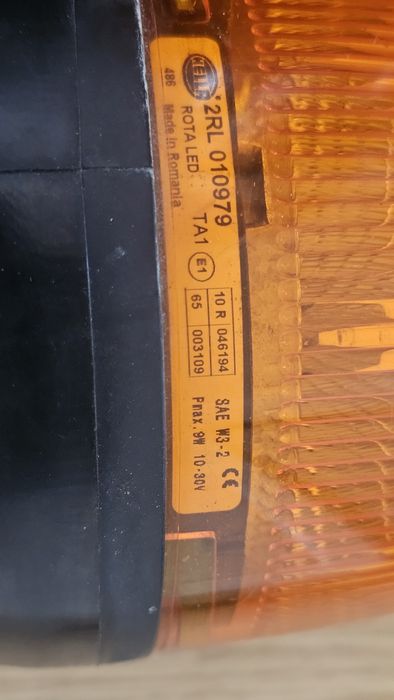 HELLA
2RL 010979
ROTA LED TA1 E1
486 Made in Romania
10 R 046194
65 003109
SAE W3-2 CE
Pmax.9W 10-30V